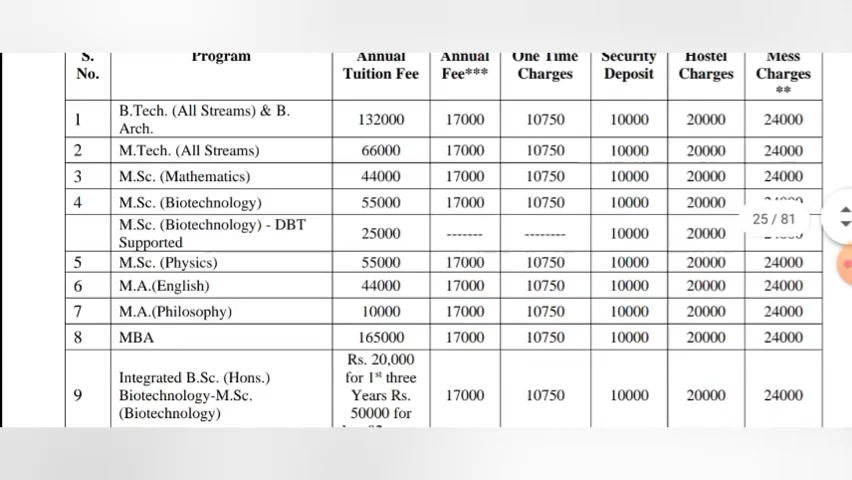 S. No. Program Annual Tuition Fee Annual Fee*** One Time Charges Security Deposit Hostel Charges Mess Charges **
1 B.Tech. (All Streams) & B. Arch. 132000 17000 10750 10000 20000 24000
2 M.Tech. (All Streams) 66000 17000 10750 10000 20000 24000
3 M.Sc. (Mathematics) 44000 17000 10750 10000 20000 24000
4 M.Sc. (Biotechnology) 55000 17000 10750 10000 20000
M.Sc. (Biotechnology) - DBT Supported 25000 ------- -------- 10000 20000
25 / 81
5 M.Sc. (Physics) 55000 17000 10750 10000 20000 24000
6 M.A.(English) 44000 17000 10750 10000 20000 24000
7 M.A.(Philosophy) 10000 17000 10750 10000 20000 24000
8 MBA 165000 17000 10750 10000 20000 24000
9 Integrated B.Sc. (Hons.) Biotechnology-M.Sc. (Biotechnology) Rs. 20,000 for 1st three Years Rs. 50000 for 17000 10750 10000 20000 24000